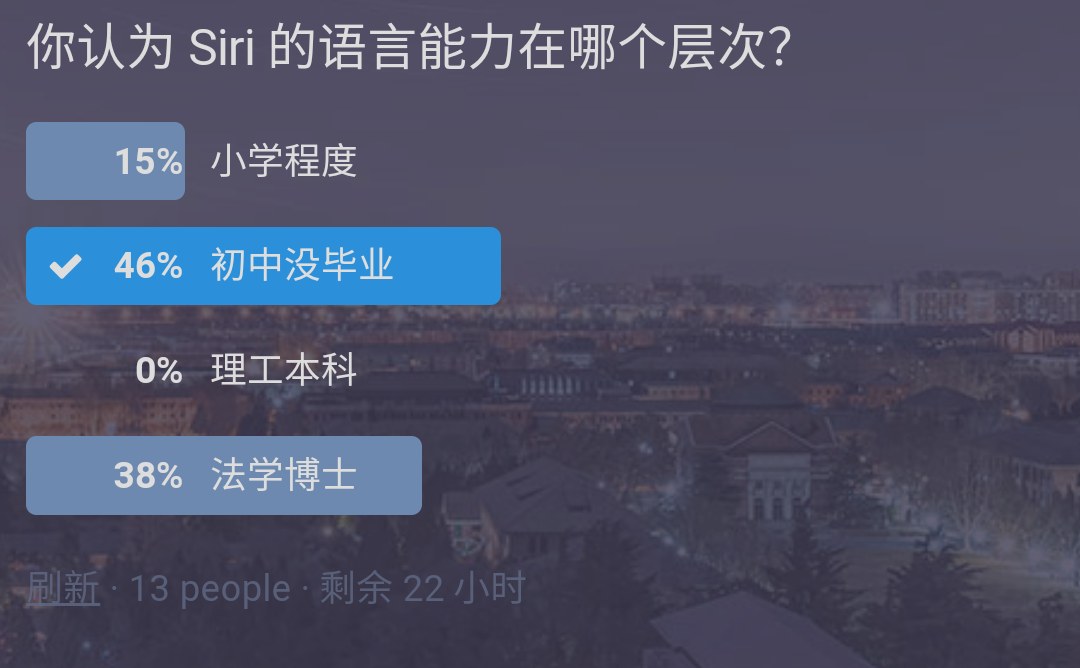 你认为 Siri 的语言能力在哪个层次？
15% 小学程度
46% 初中没毕业
0% 理工本科
38% 法学博士
刷新 · 13 people · 剩余 22 小时